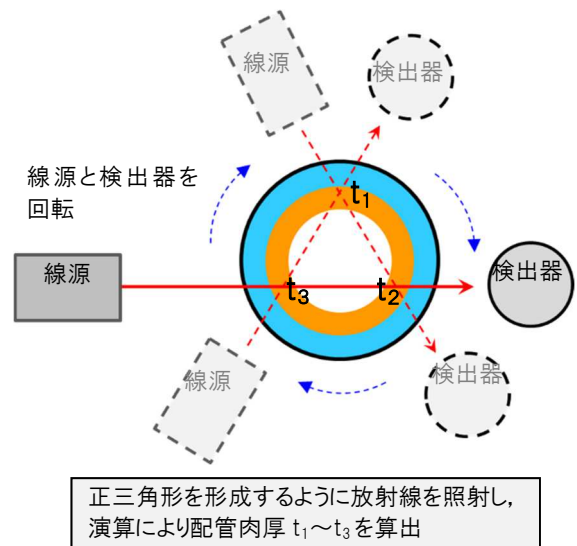 線源
検出器
線源と検出器を
回転
t₁
線源
検出器
t₃
t₂
線源
検出器
正三角形を形成するように放射線を照射し，
演算により配管肉厚 t₁～t₃を算出